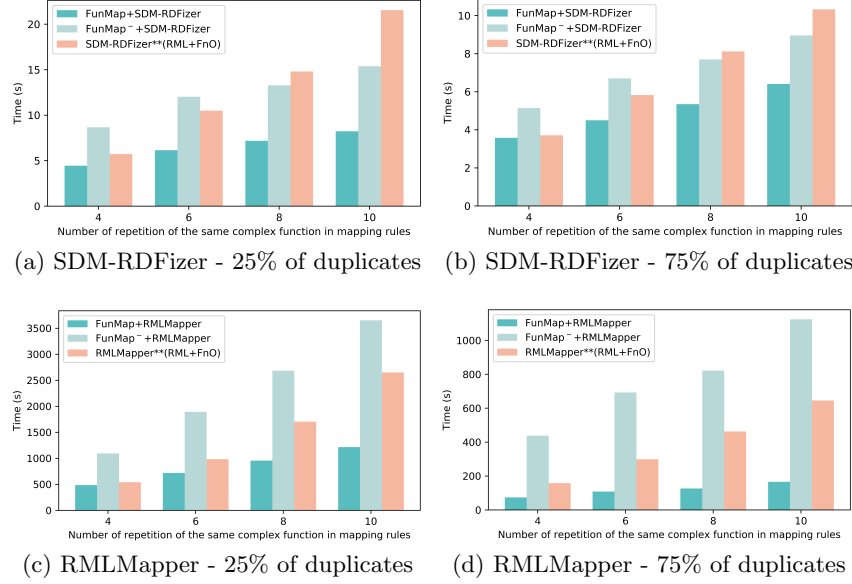 FunMap+SDM-RDFizer
FunMap⁻+SDM-RDFizer
SDM-RDFizer**(RML+FnO)
Time (s)
20
15
10
5
0
4 6 8 10
Number of repetition of the same complex function in mapping rules
(a) SDM-RDFizer - 25% of duplicates
FunMap+SDM-RDFizer
FunMap⁻+SDM-RDFizer
SDM-RDFizer**(RML+FnO)
Time (s)
10
8
6
4
2
0
4 6 8 10
Number of repetition of the same complex function in mapping rules
(b) SDM-RDFizer - 75% of duplicates
FunMap+RMLMapper
FunMap⁻+RMLMapper
RMLMapper**(RML+FnO)
Time (s)
3500
3000
2500
2000
1500
1000
500
0
4 6 8 10
Number of repetition of the same complex function in mapping rules
(c) RMLMapper - 25% of duplicates
FunMap+RMLMapper
FunMap⁻+RMLMapper
RMLMapper**(RML+FnO)
Time (s)
1000
800
600
400
200
0
4 6 8 10
Number of repetition of the same complex function in mapping rules
(d) RMLMapper - 75% of duplicates